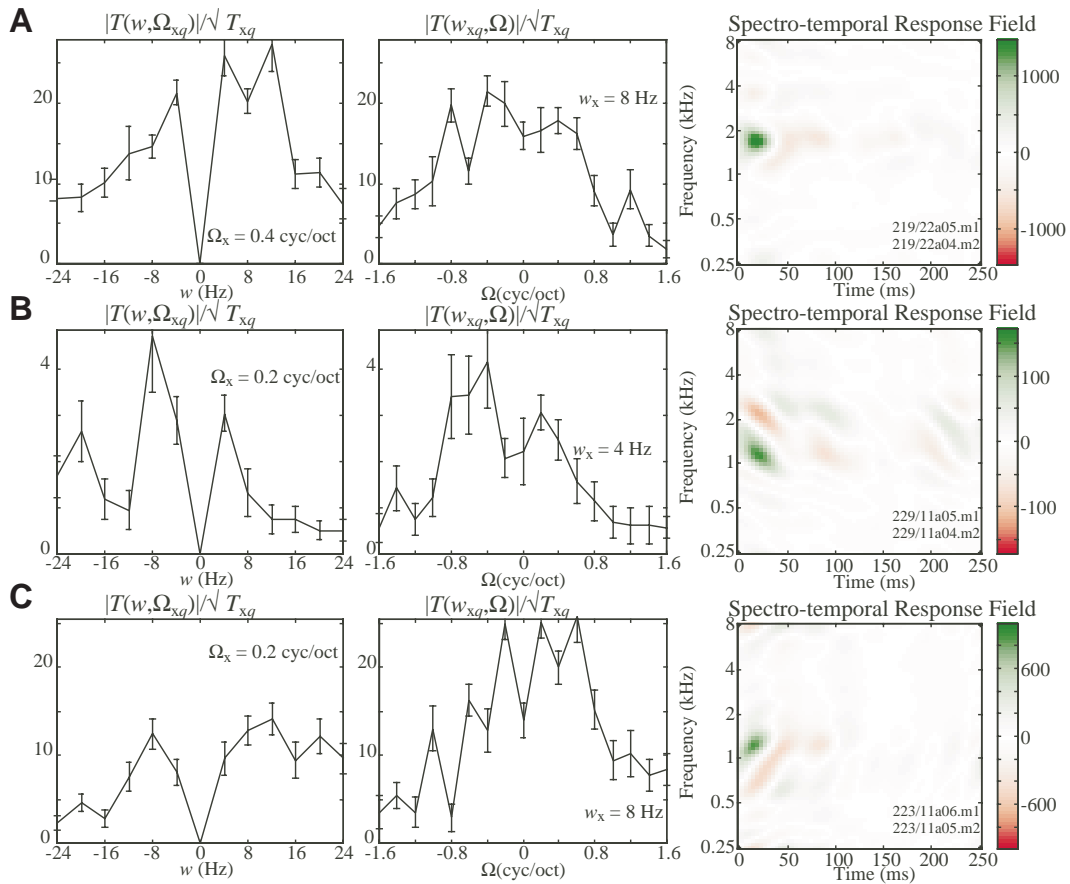 A
|T(w,Ω_xq)|/√ T_xq
|T(w_xq,Ω)|/√T_xq
Spectro-temporal Response Field
20
10
0
Ω_x = 0.4 cyc/oct
-24 -16 -8 0 8 16 24
w (Hz)
20
10
0
w_x = 8 Hz
-1.6 -0.8 0 0.8 1.6
Ω(cyc/oct)
Frequency (kHz)
8
4
2
1
0.5
0.25
219/22a05.m1
219/22a04.m2
0 50 100 150 200 250
Time (ms)
1000
0
-1000
B
|T(w,Ω_xq)|/√ T_xq
|T(w_xq,Ω)|/√T_xq
Spectro-temporal Response Field
4
0
Ω_x = 0.2 cyc/oct
-24 -16 -8 0 8 16 24
w (Hz)
4
0
w_x = 4 Hz
-1.6 -0.8 0 0.8 1.6
Ω(cyc/oct)
Frequency (kHz)
8
4
2
1
0.5
0.25
229/11a05.m1
229/11a04.m2
0 50 100 150 200 250
Time (ms)
100
0
-100
C
|T(w,Ω_xq)|/√ T_xq
|T(w_xq,Ω)|/√T_xq
Spectro-temporal Response Field
20
10
0
Ω_x = 0.2 cyc/oct
-24 -16 -8 0 8 16 24
w (Hz)
20
10
0
w_x = 8 Hz
-1.6 -0.8 0 0.8 1.6
Ω(cyc/oct)
Frequency (kHz)
8
4
2
1
0.5
0.25
223/11a06.m1
223/11a05.m2
0 50 100 150 200 250
Time (ms)
600
0
-600